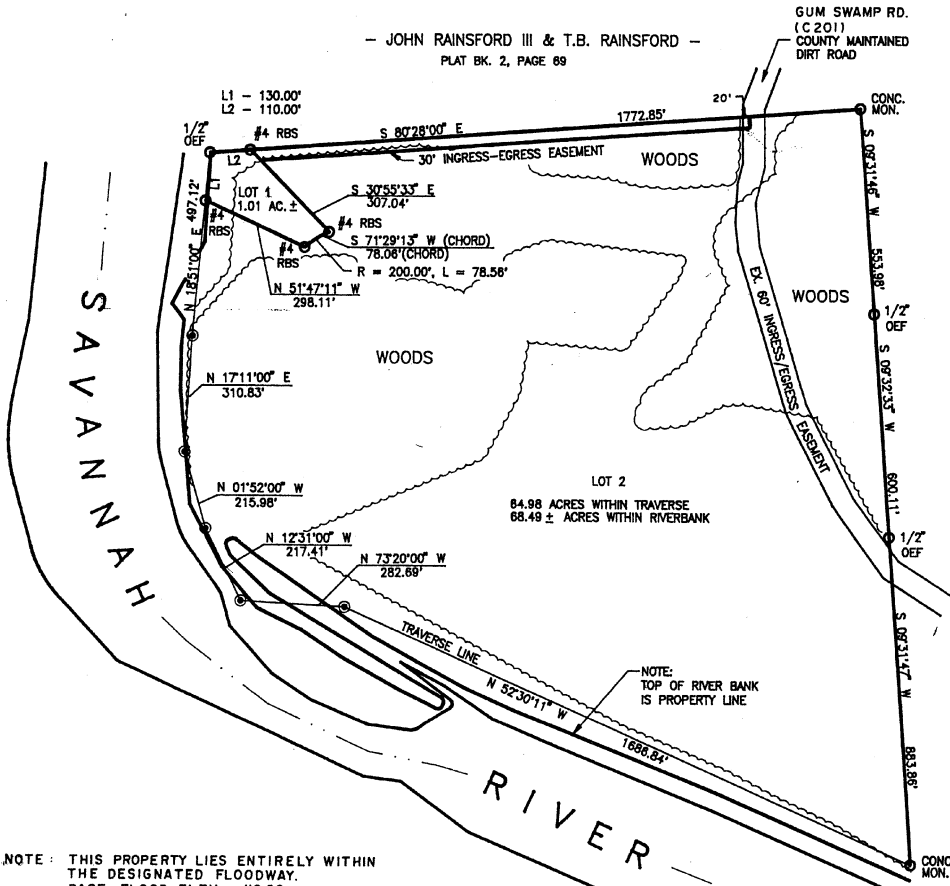 GUM SWAMP RD.
(C201)
COUNTY MAINTAINED
DIRT ROAD
– JOHN RAINSFORD III & T.B. RAINSFORD –
PLAT BK. 2, PAGE 69
L1 – 130.00'
L2 – 110.00'
1/2"
OEF
#4 RBS
L2
S 80°28'00" E
1772.85'
20'
CONC.
MON.
30' INGRESS-EGRESS EASEMENT
WOODS
L1
LOT 1
1.01 AC.±
S 30°55'33" E
307.04'
#4
RBS
#4 RBS
#4
RBS
S 71°29'13" W (CHORD)
78.06'(CHORD)
R = 200.00', L = 78.56'
N 51°47'11" W
298.11'
N 18°51'00" E 497.12'
S 09°31'46" W
553.98'
WOODS
1/2"
OEF
EX. 60' INGRESS/EGRESS EASEMENT
S 09°32'33" W
600.11'
WOODS
N 17°11'00" E
310.83'
SAVANNAH
LOT 2
64.98 ACRES WITHIN TRAVERSE
68.49 ± ACRES WITHIN RIVERBANK
N 01°52'00" W
215.98'
N 12°31'00" W
217.41'
N 73°20'00" W
282.69'
1/2"
OEF
TRAVERSE LINE
N 52°30'11" W
1686.84'
NOTE:
TOP OF RIVER BANK
IS PROPERTY LINE
S 09°31'47" W
883.86'
RIVER
CONC
MON.
NOTE : THIS PROPERTY LIES ENTIRELY WITHIN
THE DESIGNATED FLOODWAY.